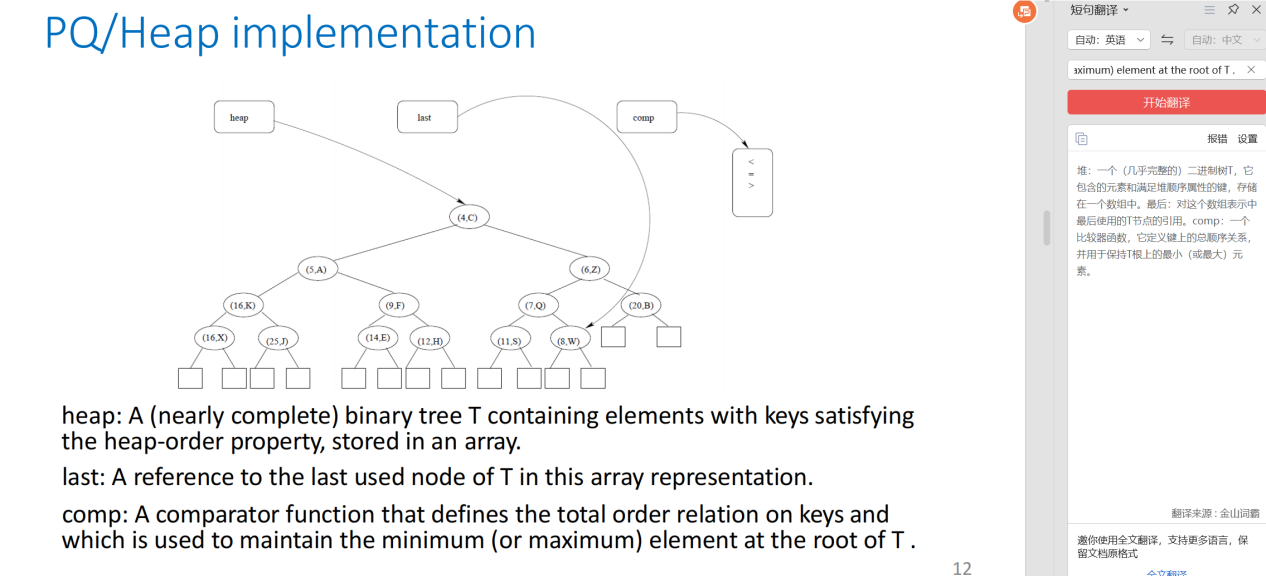 PQ/Heap implementation
heap
last
comp
<
=
>
(4,C)
(5,A)
(6,Z)
(16,K)
(9,F)
(7,Q)
(20,B)
(16,X)
(25,J)
(14,E)
(12,H)
(11,S)
(8,W)
heap: A (nearly complete) binary tree T containing elements with keys satisfying
the heap-order property, stored in an array.
last: A reference to the last used node of T in this array representation.
comp: A comparator function that defines the total order relation on keys and
which is used to maintain the minimum (or maximum) element at the root of T .
12
短句翻译
自动：英语
自动：中文
aximum) element at the root of T .
开始翻译
报错 设置
堆：一个（几乎完整的）二进制树T，它
包含的元素和满足堆顺序属性的键，存储
在一个数组中。最后：对这个数组表示中
最后使用的T节点的引用。comp：一个
比较器函数，它定义键上的总顺序关系，
并用于保持T根上的最小（或最大）元
素。
翻译来源：金山词霸
邀你使用全文翻译，支持更多语言，保
留文档原格式
全文翻译